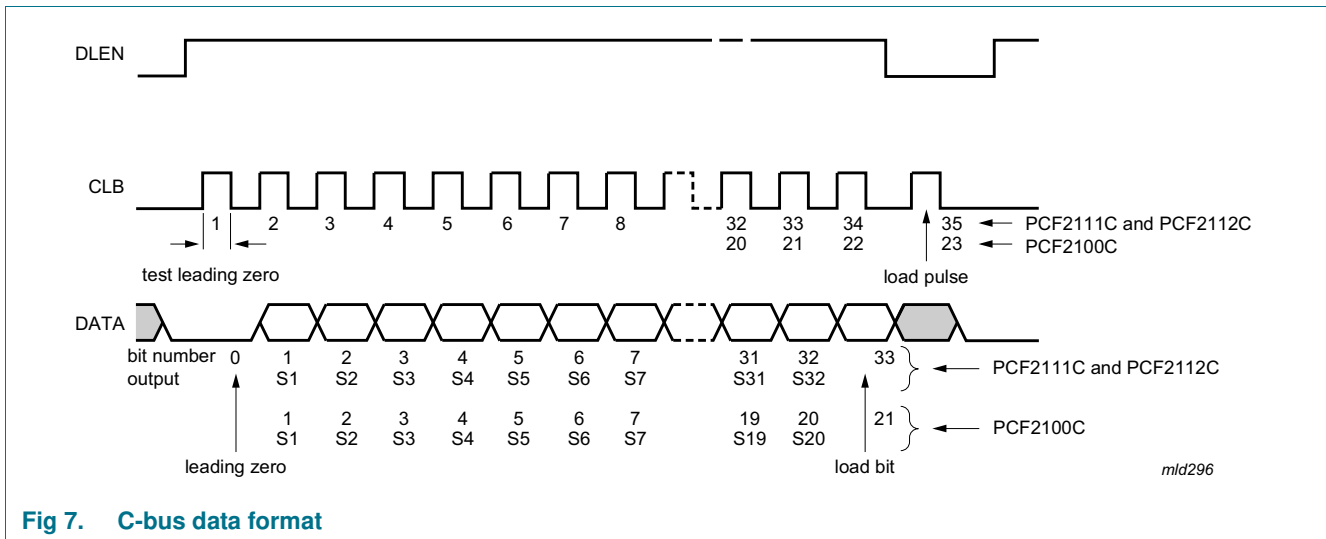 DLEN
CLB
1 2 3 4 5 6 7 8 32 33 34 35 PCF2111C and PCF2112C
20 21 22 23 PCF2100C
test leading zero
load pulse
DATA
bit number 0 1 2 3 4 5 6 7 31 32 33
output S1 S2 S3 S4 S5 S6 S7 S31 S32
PCF2111C and PCF2112C
1 2 3 4 5 6 7 19 20 21
S1 S2 S3 S4 S5 S6 S7 S19 S20
PCF2100C
leading zero
load bit
mld296
Fig 7. C-bus data format